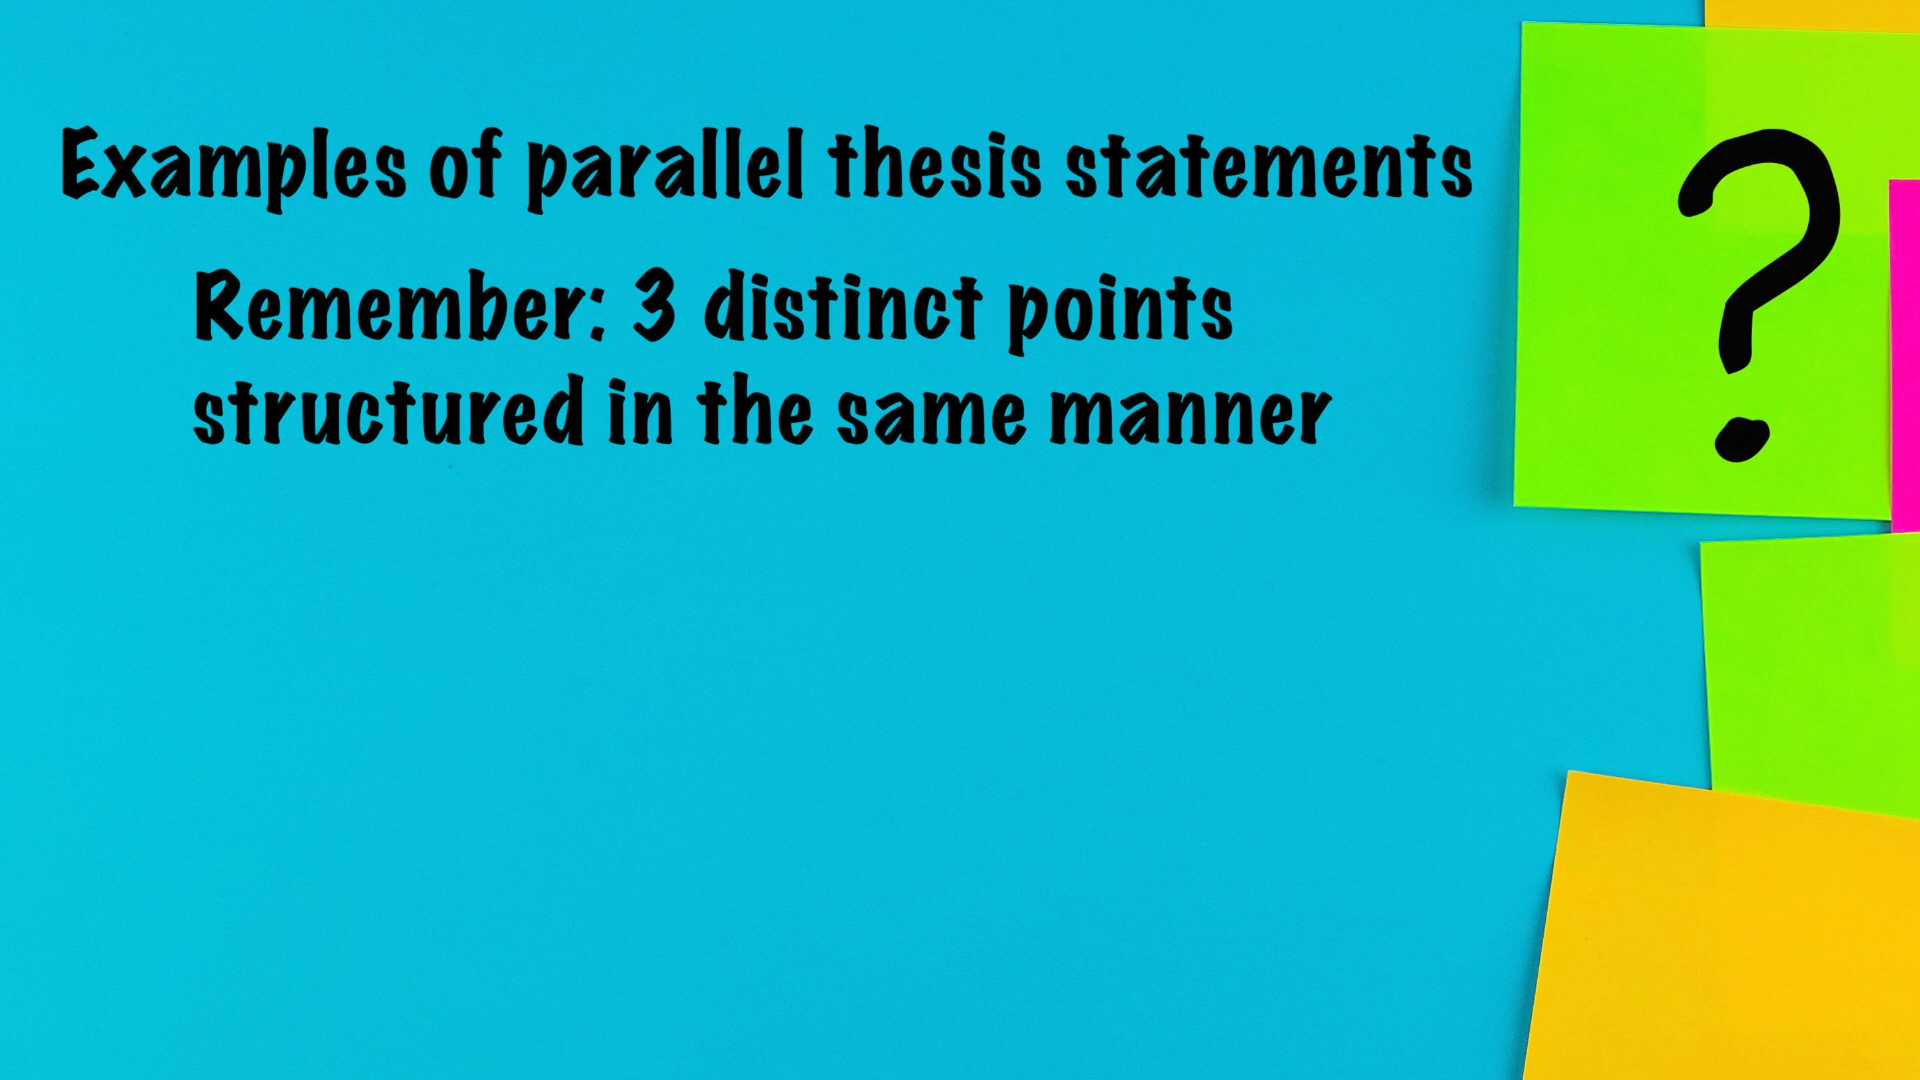 Examples of parallel thesis statements
Remember: 3 distinct points
structured in the same manner
?